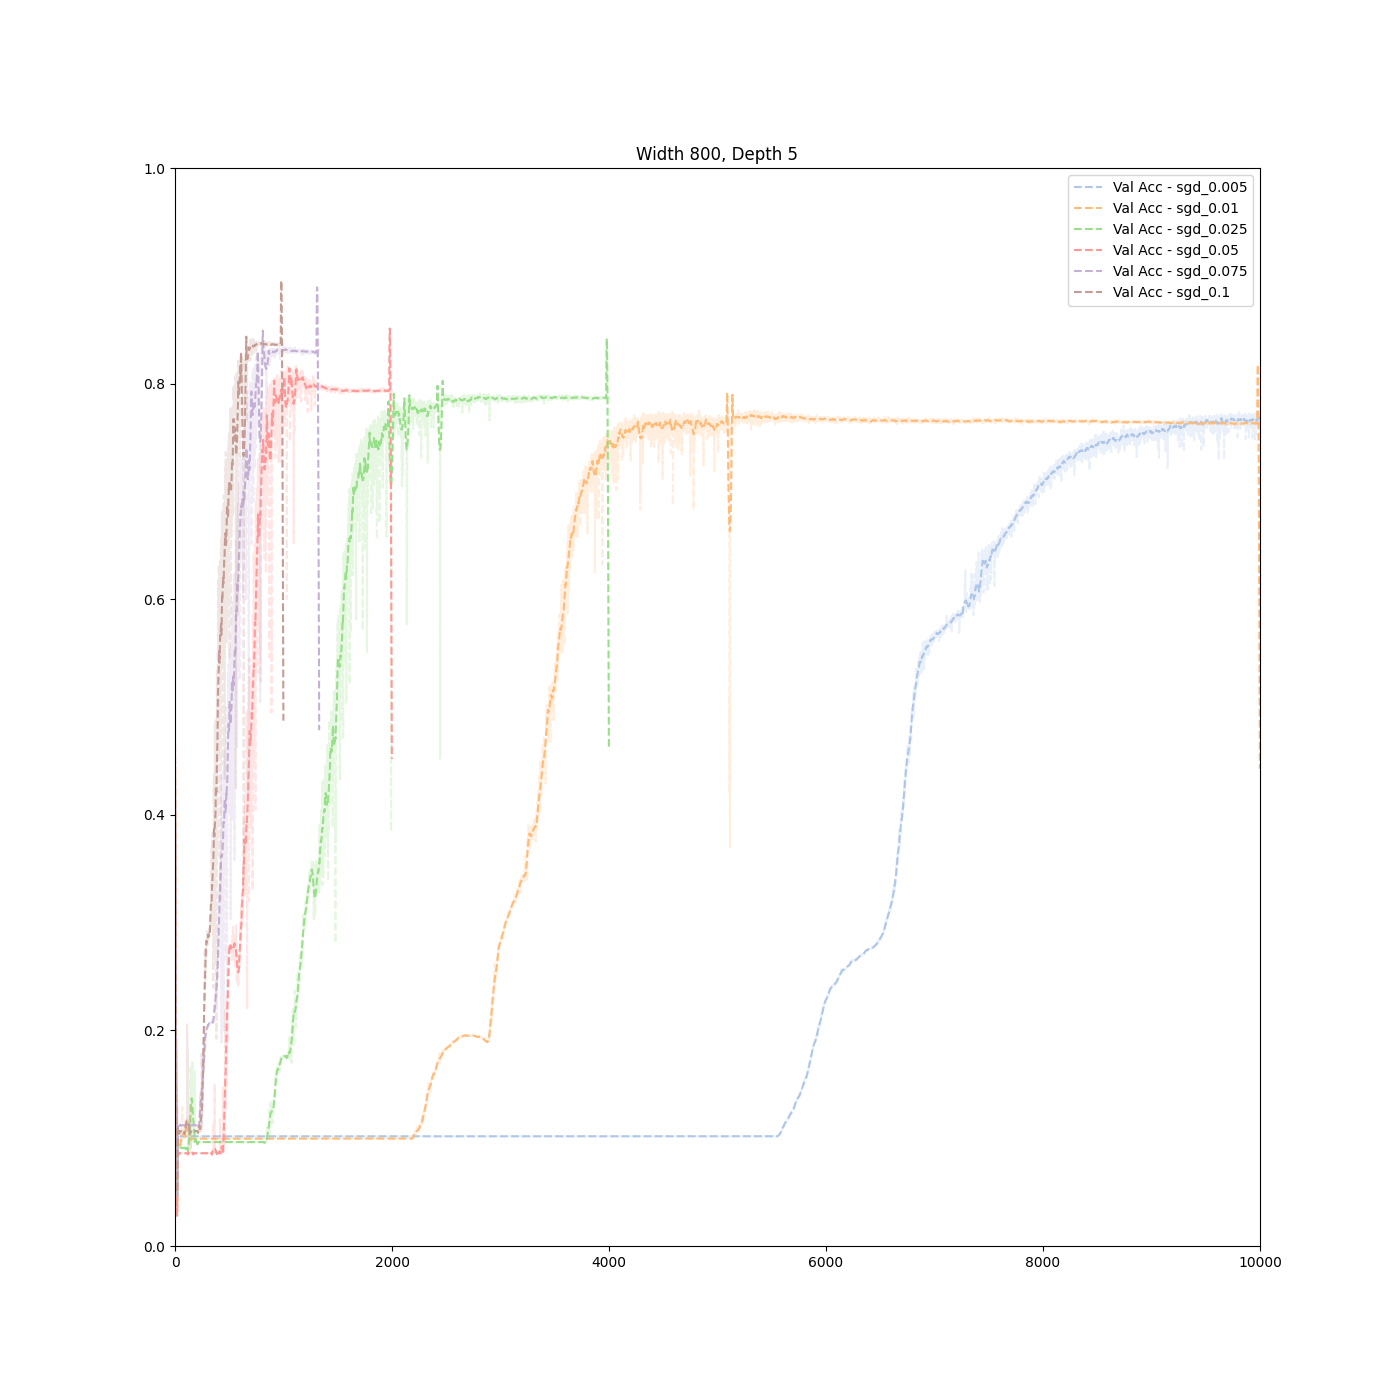 Width 800, Depth 5
1.0
0.8
0.6
0.4
0.2
0.0
0 2000 4000 6000 8000 10000
Val Acc - sgd_0.005
Val Acc - sgd_0.01
Val Acc - sgd_0.025
Val Acc - sgd_0.05
Val Acc - sgd_0.075
Val Acc - sgd_0.1